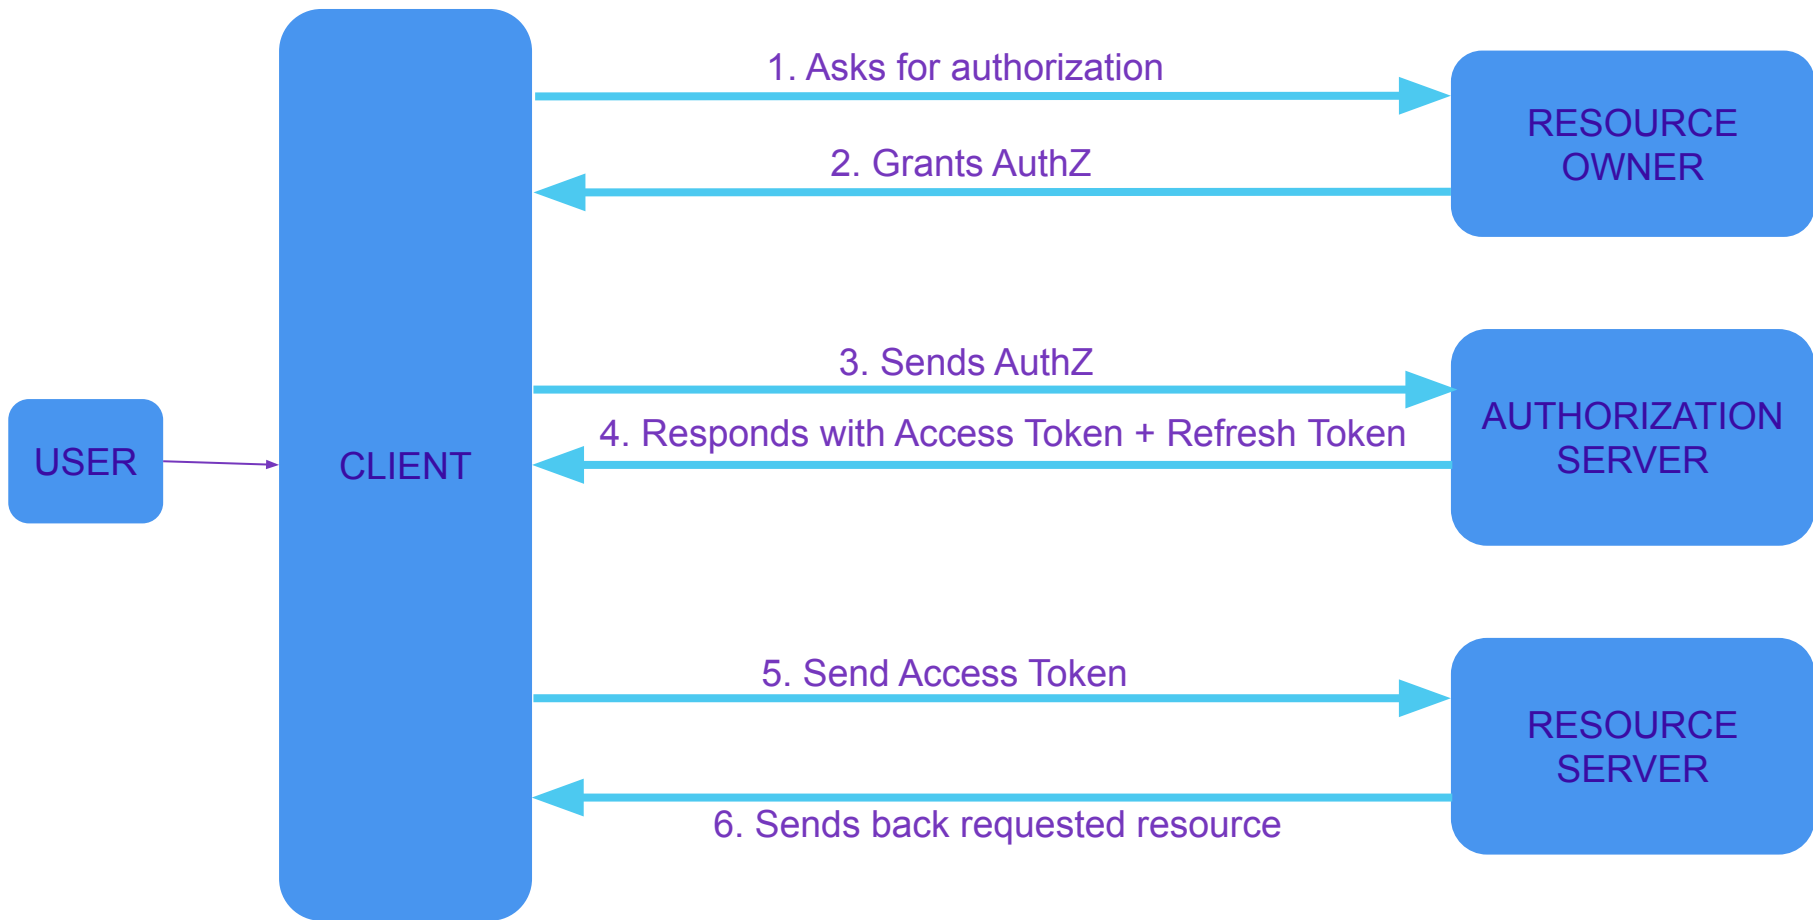 1. Asks for authorization
RESOURCE
OWNER
2. Grants AuthZ
3. Sends AuthZ
AUTHORIZATION
SERVER
4. Responds with Access Token + Refresh Token
USER
CLIENT
5. Send Access Token
RESOURCE
SERVER
6. Sends back requested resource